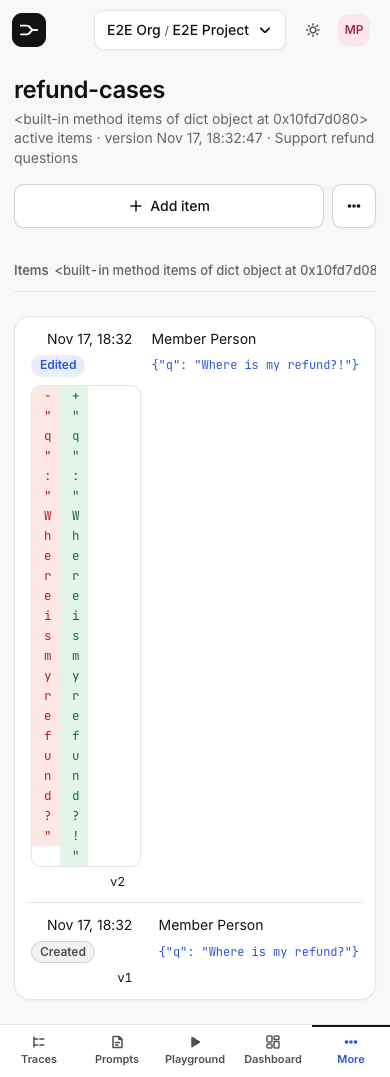 E2E Org / E2E Project
MP
refund-cases
<built-in method items of dict object at 0x10fd7d080>
active items · version Nov 17, 18:32:47 · Support refund
questions
+ Add item
Items <built-in method items of dict object at 0x10fd7d08
Nov 17, 18:32 Member Person
Edited {"q": "Where is my refund?!"}
- +
" "
q q
" "
: :
" "
W W
h h
e e
r r
e e
i i
s s
m m
y y
r r
e e
f f
u u
n n
d d
? ?
" !
"
v2
Nov 17, 18:32 Member Person
Created {"q": "Where is my refund?"}
v1
Traces Prompts Playground Dashboard More